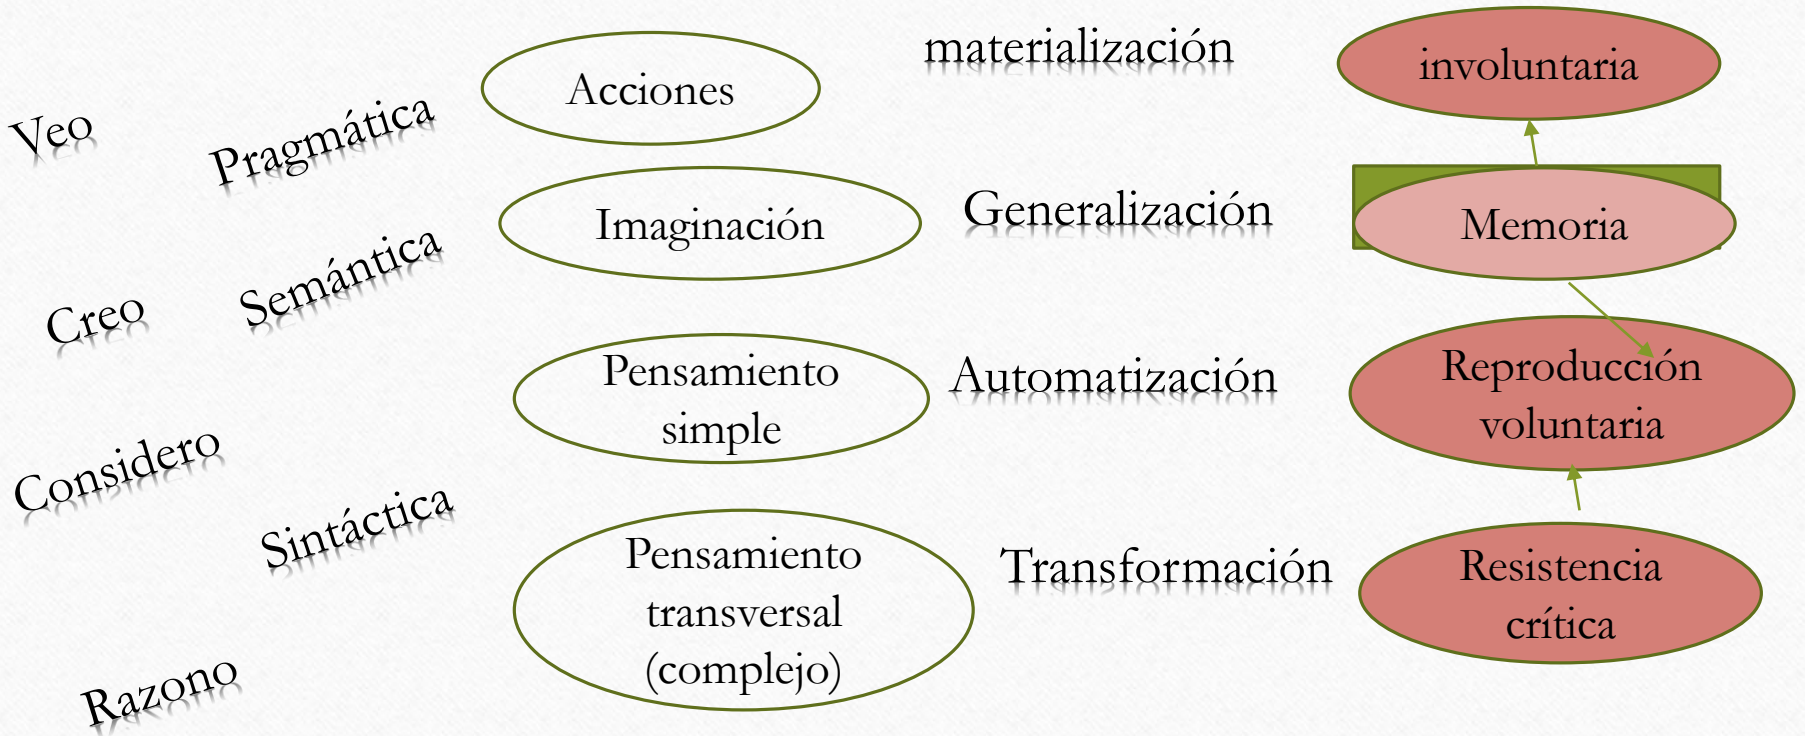 Veo
Pragmática
Acciones
materialización
involuntaria
Creo
Semántica
Imaginación
Generalización
Memoria
Considero
Sintáctica
Pensamiento
simple
Automatización
Reproducción
voluntaria
Razono
Pensamiento
transversal
(complejo)
Transformación
Resistencia
crítica